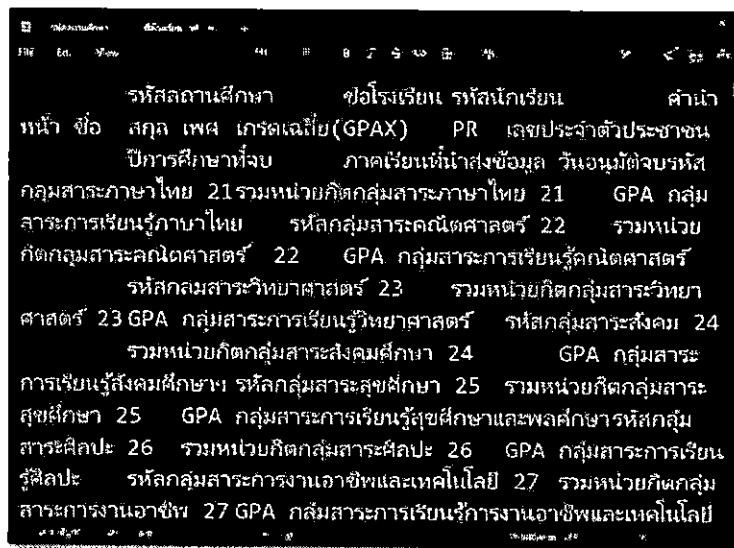 File Edit View H1 B I
รหัสสถานศึกษา ชื่อโรงเรียน รหัสนักเรียน คำนำ
หน้า ชื่อ สกุล เพศ เกรดเฉลี่ย(GPAX) PR เลขประจำตัวประชาชน
ปีการศึกษาที่จบ ภาคเรียนที่นำส่งข้อมูล วันอนุมัติจบรหัส
กลุ่มสาระภาษาไทย 21รวมหน่วยกิตกลุ่มสาระภาษาไทย 21 GPA กลุ่ม
สาระการเรียนรู้ภาษาไทย รหัสกลุ่มสาระคณิตศาสตร์ 22 รวมหน่วย
กิตกลุ่มสาระคณิตศาสตร์ 22 GPA กลุ่มสาระการเรียนรู้คณิตศาสตร์
รหัสกลุ่มสาระวิทยาศาสตร์ 23 รวมหน่วยกิตกลุ่มสาระวิทยา
ศาสตร์ 23 GPA กลุ่มสาระการเรียนรู้วิทยาศาสตร์ รหัสกลุ่มสาระสังคม 24
รวมหน่วยกิตกลุ่มสาระสังคมศึกษา 24 GPA กลุ่มสาระ
การเรียนรู้สังคมศึกษาฯ รหัสกลุ่มสาระสุขศึกษา 25 รวมหน่วยกิตกลุ่มสาระ
สุขศึกษา 25 GPA กลุ่มสาระการเรียนรู้สุขศึกษาและพลศึกษารหัสกลุ่ม
สาระศิลปะ 26 รวมหน่วยกิตกลุ่มสาระศิลปะ 26 GPA กลุ่มสาระการเรียน
รู้ศิลปะ รหัสกลุ่มสาระการงานอาชีพและเทคโนโลยี 27 รวมหน่วยกิตกลุ่ม
สาระการงานอาชีพ 27 GPA กลุ่มสาระการเรียนรู้การงานอาชีพและเทคโนโลยี